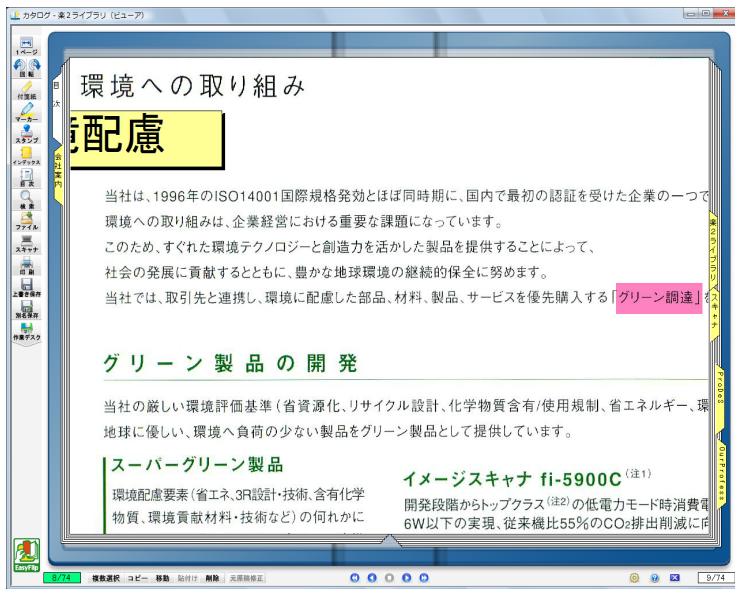 カタログ - 楽2ライブラリ (ビューア)
1ページ
回転
付箋紙
マーカー
スタンプ
インデックス
目次
検索
ファイル
スキャナ
印刷
上書き保存
別名保存
作業デスク
EasyFlip
目次
会社案内
環境への取り組み
境配慮
当社は、1996年のISO14001国際規格発効とほぼ同時期に、国内で最初の認証を受けた企業の一つで
環境への取り組みは、企業経営における重要な課題になっています。
このため、すぐれた環境テクノロジーと創造力を活かした製品を提供することによって、
社会の発展に貢献するとともに、豊かな地球環境の継続的保全に努めます。
当社では、取引先と連携し、環境に配慮した部品、材料、製品、サービスを優先購入する「グリーン調達」を
グリーン製品の開発
当社の厳しい環境評価基準(省資源化、リサイクル設計、化学物質含有/使用規制、省エネルギー、環
地球に優しい、環境へ負荷の少ない製品をグリーン製品として提供しています。
スーパーグリーン製品
環境配慮要素(省エネ、3R設計・技術、含有化学
物質、環境貢献材料・技術など)の何れかに
イメージスキャナ fi-5900C(注1)
開発段階からトップクラス(注2)の低電力モード時消費電
6W以下の実現、従来機比55%のCO2排出削減に向
楽2ライブラリ
スキャナ
ProDeS
OurProfess
8/74
複数選択 コピー 移動 貼付け 削除 元原稿修正
9/74